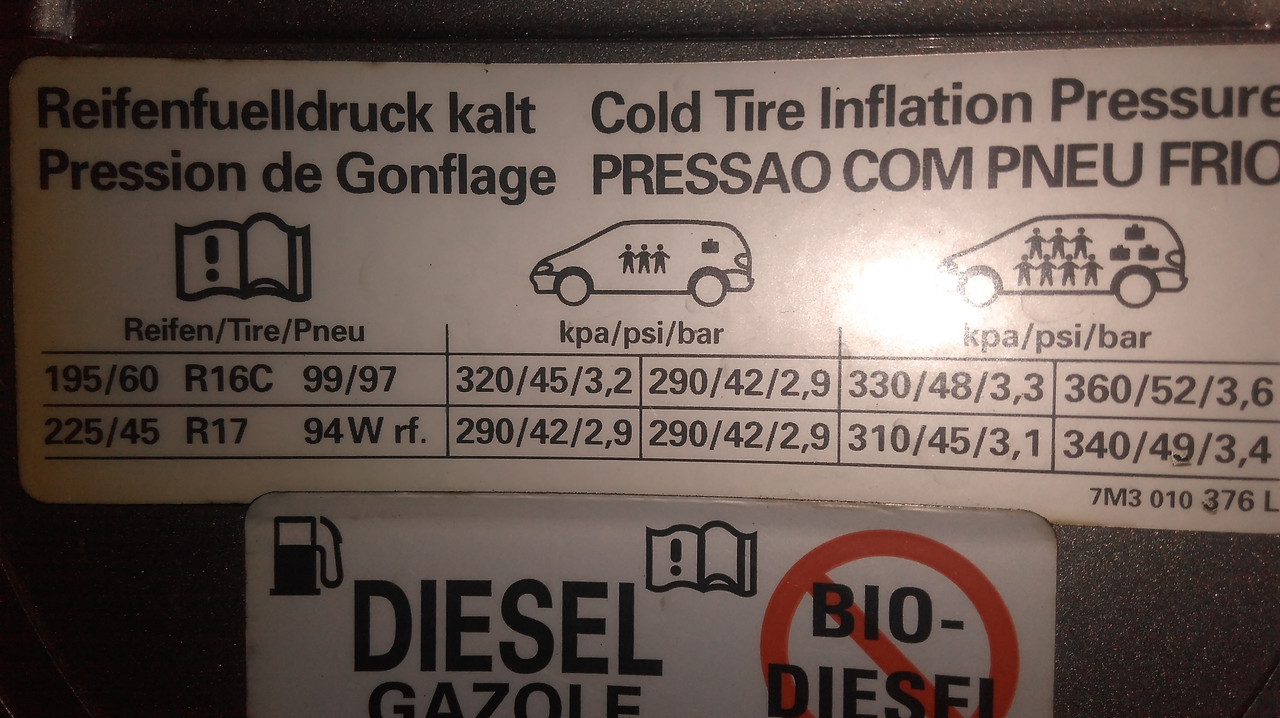 Reifenfuelldruck kalt Cold Tire Inflation Pressure
Pression de Gonflage PRESSAO COM PNEU FRIO
Reifen/Tire/Pneu kpa/psi/bar kpa/psi/bar
195/60 R16C 99/97 320/45/3,2 290/42/2,9 330/48/3,3 360/52/3,6
225/45 R17 94W rf. 290/42/2,9 290/42/2,9 310/45/3,1 340/49/3,4
7M3 010 376 L
DIESEL
GAZOLE
BIO-
DIESEL